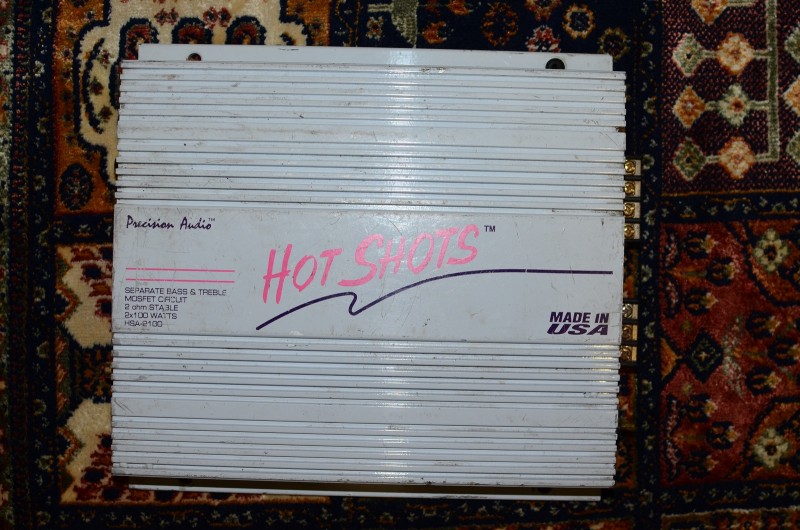 Precision Audio™
HOT SHOTS™
SEPARATE BASS & TREBLE
MOSFET CIRCUIT
2 ohm STABLE
2x100 WATTS
HSA-2100
MADE IN
USA